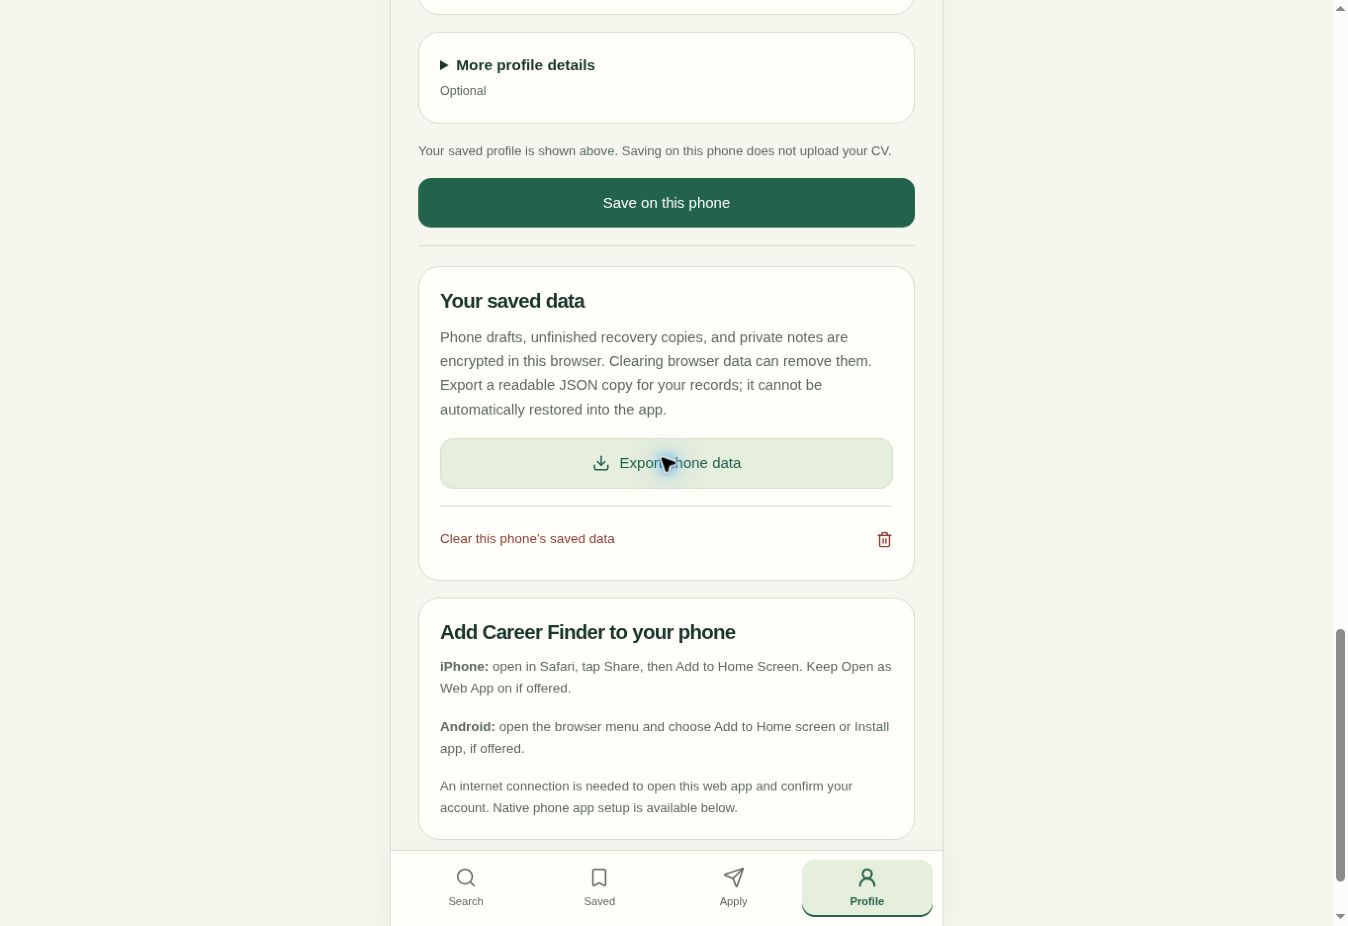 More profile details
Optional
Your saved profile is shown above. Saving on this phone does not upload your CV.
Save on this phone
Your saved data
Phone drafts, unfinished recovery copies, and private notes are
encrypted in this browser. Clearing browser data can remove them.
Export a readable JSON copy for your records; it cannot be
automatically restored into the app.
Export phone data
Clear this phone's saved data
Add Career Finder to your phone
iPhone: open in Safari, tap Share, then Add to Home Screen. Keep Open as
Web App on if offered.
Android: open the browser menu and choose Add to Home screen or Install
app, if offered.
An internet connection is needed to open this web app and confirm your
account. Native phone app setup is available below.
Search
Saved
Apply
Profile